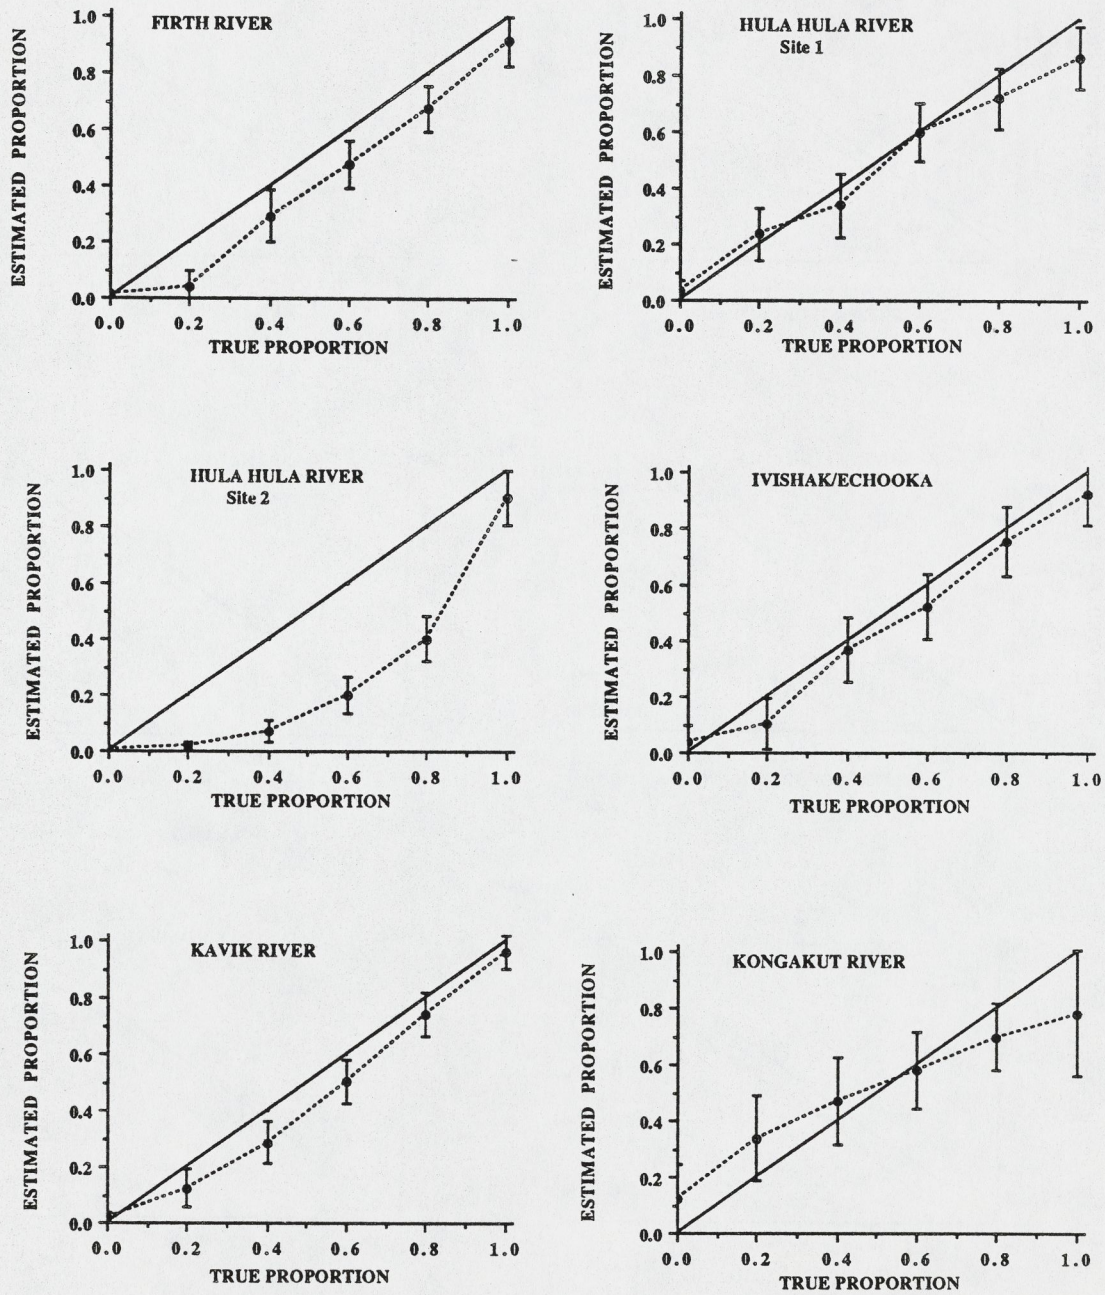 FIRTH RIVER
ESTIMATED PROPORTION
1.0
0.8
0.6
0.4
0.2
0.0
0.0 0.2 0.4 0.6 0.8 1.0
TRUE PROPORTION
HULA HULA RIVER
Site 1
ESTIMATED PROPORTION
1.0
0.8
0.6
0.4
0.2
0.0
0.0 0.2 0.4 0.6 0.8 1.0
TRUE PROPORTION
HULA HULA RIVER
Site 2
ESTIMATED PROPORTION
1.0
0.8
0.6
0.4
0.2
0.0
0.0 0.2 0.4 0.6 0.8 1.0
TRUE PROPORTION
IVISHAK/ECHOOKA
ESTIMATED PROPORTION
1.0
0.8
0.6
0.4
0.2
0.0
0.0 0.2 0.4 0.6 0.8 1.0
TRUE PROPORTION
KAVIK RIVER
ESTIMATED PROPORTION
1.0
0.8
0.6
0.4
0.2
0.0
0.0 0.2 0.4 0.6 0.8 1.0
TRUE PROPORTION
KONGAKUT RIVER
ESTIMATED PROPORTION
1.0
0.8
0.6
0.4
0.2
0.0
0.0 0.2 0.4 0.6 0.8 1.0
TRUE PROPORTION